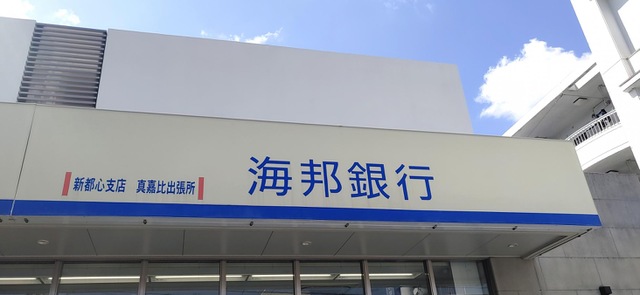 新都心支店　真嘉比出張所
海邦銀行